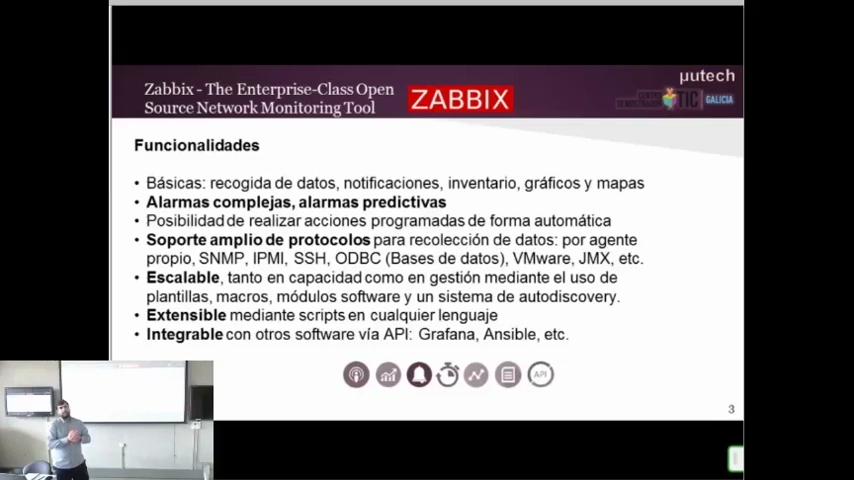 µutech
Zabbix - The Enterprise-Class Open
Source Network Monitoring Tool
ZABBIX
CENTRO
DEMOSTRADOR
TIC
GALICIA
Funcionalidades
• Básicas: recogida de datos, notificaciones, inventario, gráficos y mapas
• Alarmas complejas, alarmas predictivas
• Posibilidad de realizar acciones programadas de forma automática
• Soporte amplio de protocolos para recolección de datos: por agente
propio, SNMP, IPMI, SSH, ODBC (Bases de datos), VMware, JMX, etc.
• Escalable, tanto en capacidad como en gestión mediante el uso de
plantillas, macros, módulos software y un sistema de autodiscovery.
• Extensible mediante scripts en cualquier lenguaje
• Integrable con otros software vía API: Grafana, Ansible, etc.
API
3